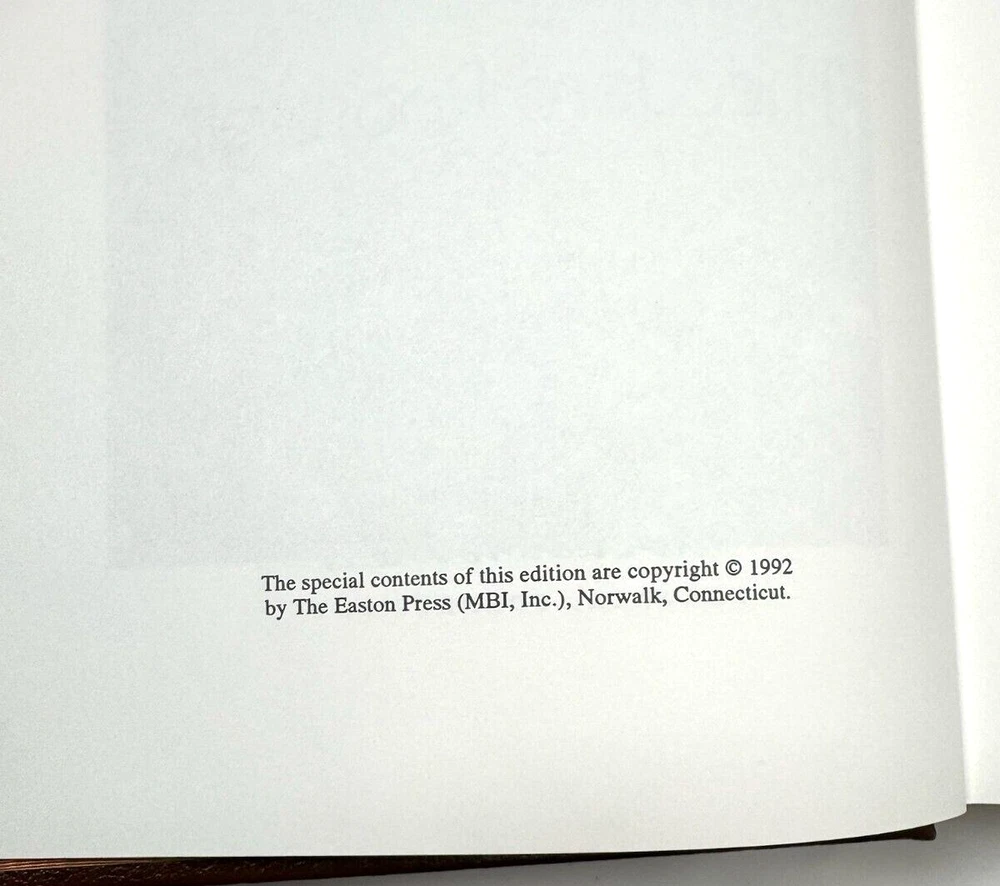 The special contents of this edition are copyright © 1992
by The Easton Press (MBI, Inc.), Norwalk, Connecticut.